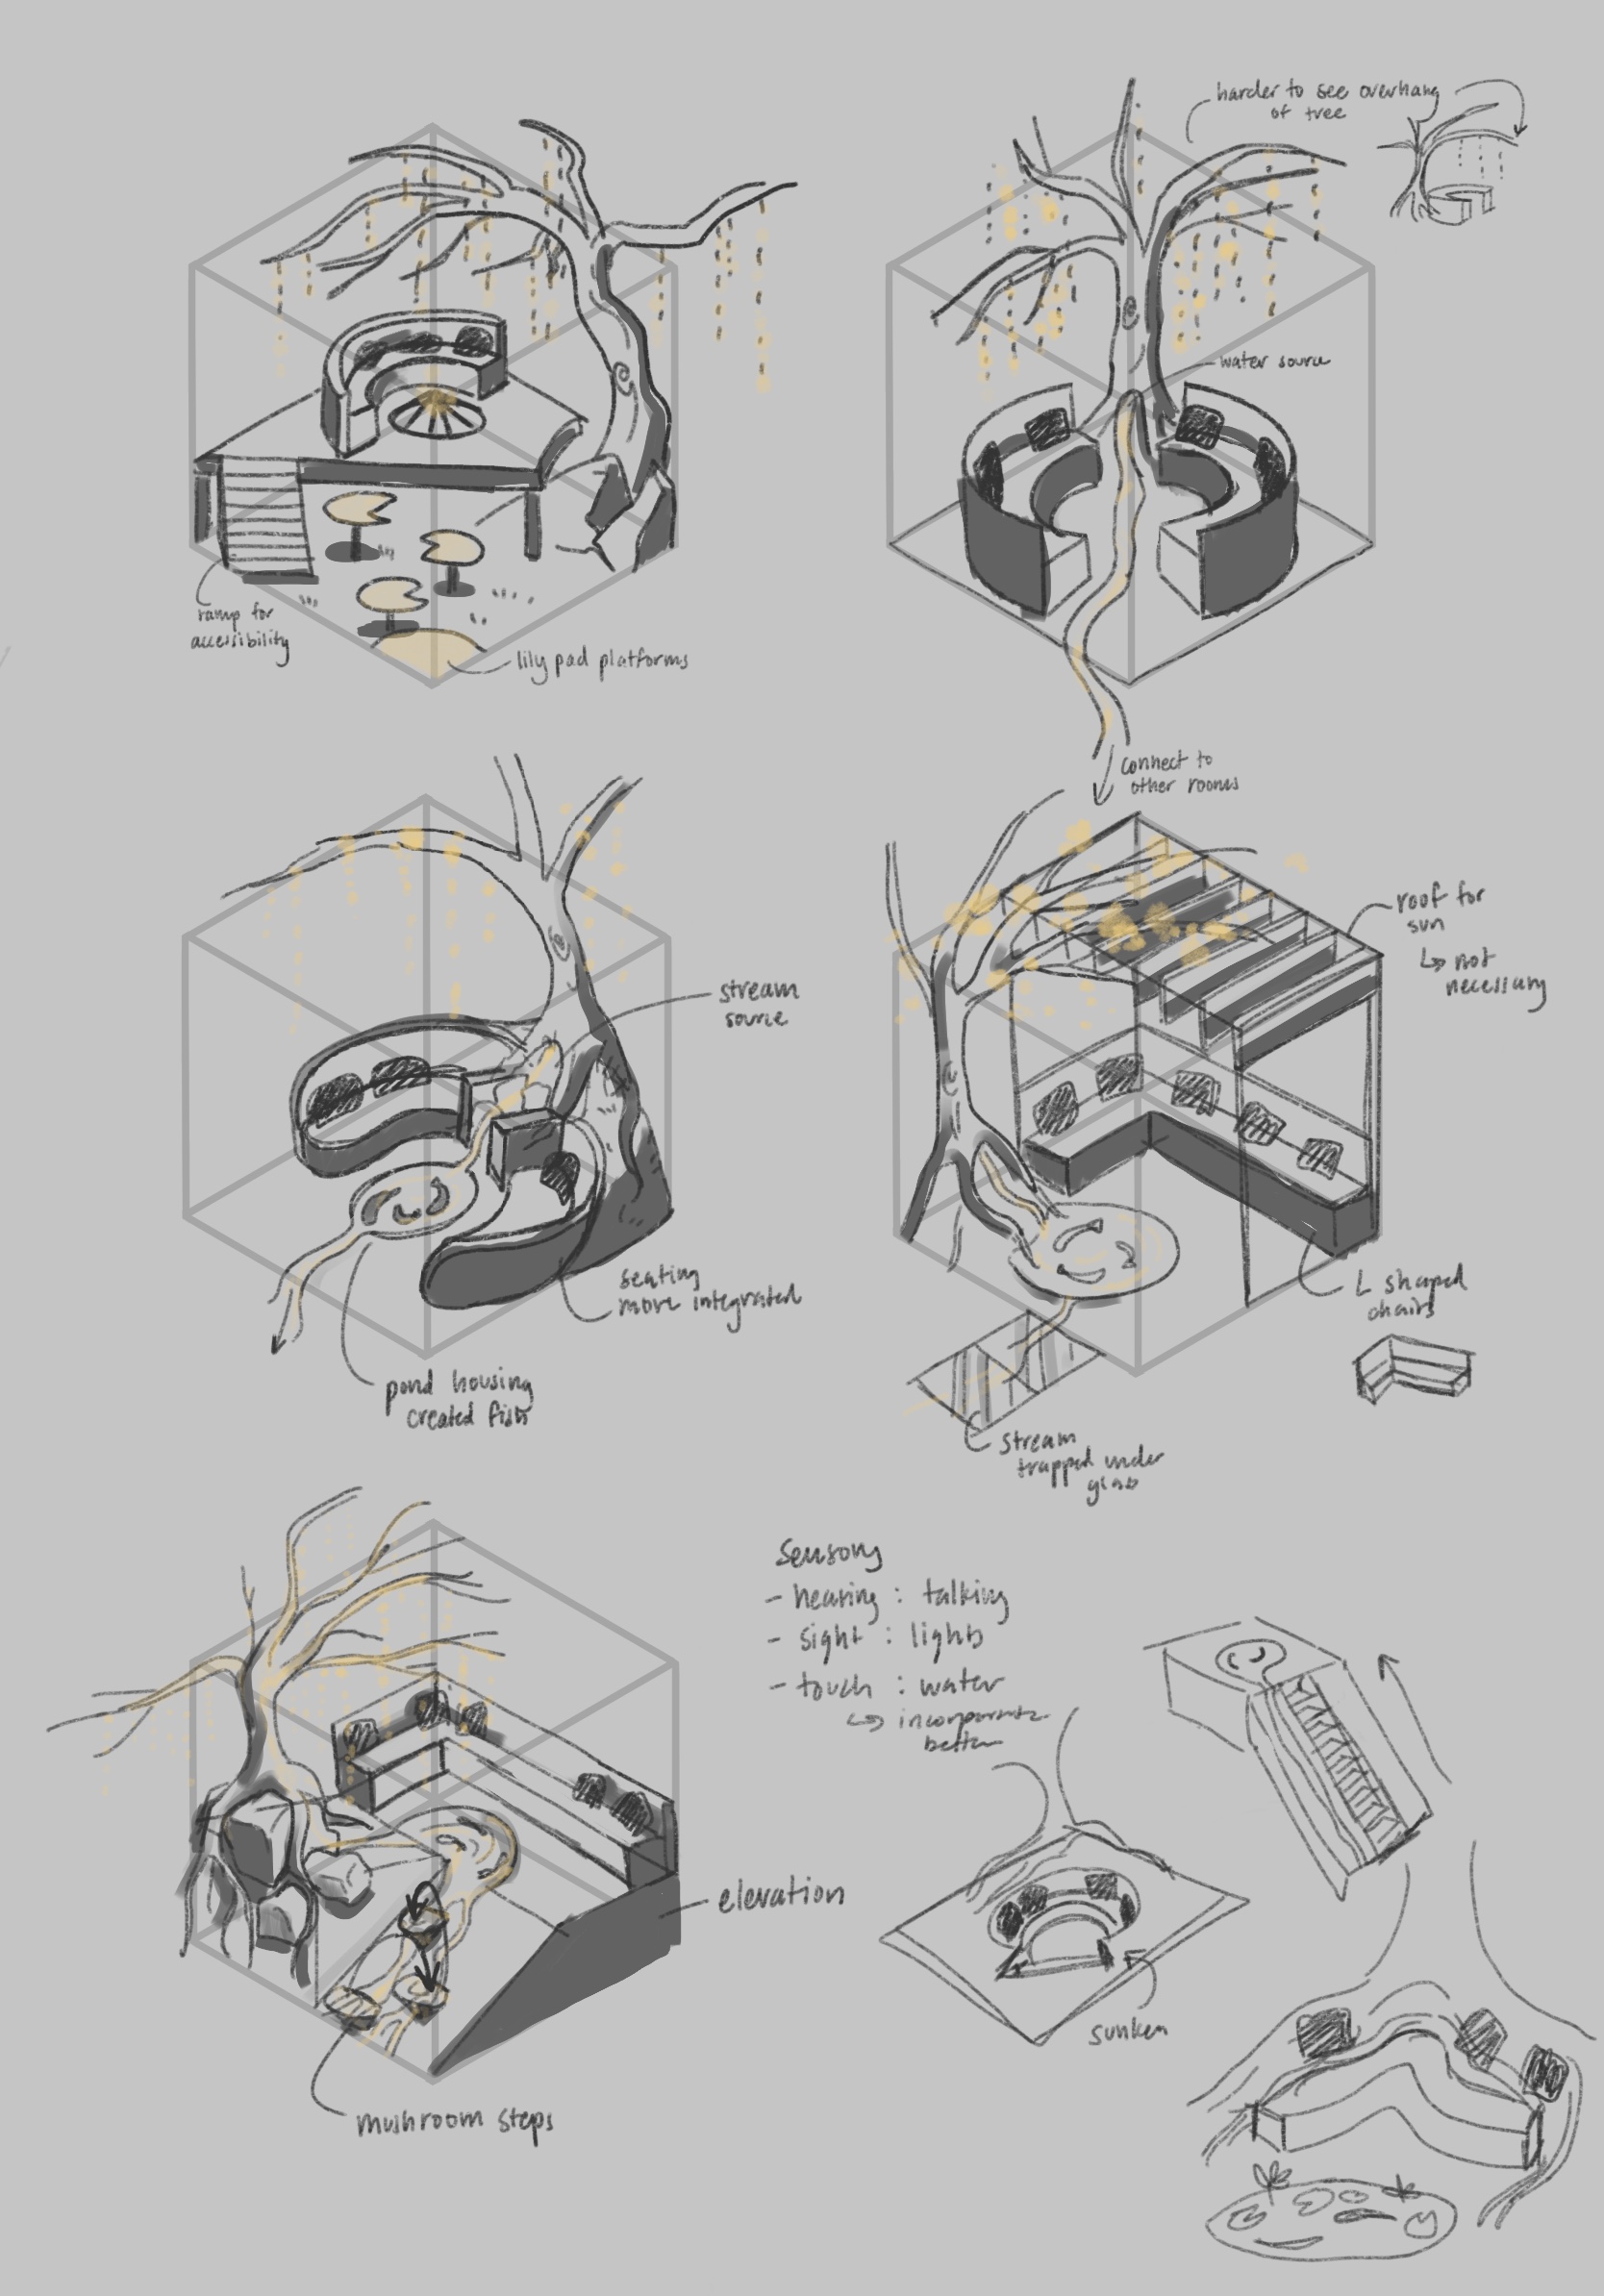 harder to see overhang
of tree
water source
ramp for
accessibility
lily pad platforms
connect to
other rooms
stream
source
seating
more integrated
pond housing
created fish
roof for
sun
↳ not
necessary
L shaped
chairs
stream
trapped under
glass
Sensory
- hearing : talking
- sight : lights
- touch : water
↳ incorporate
better
elevation
mushroom steps
sunken